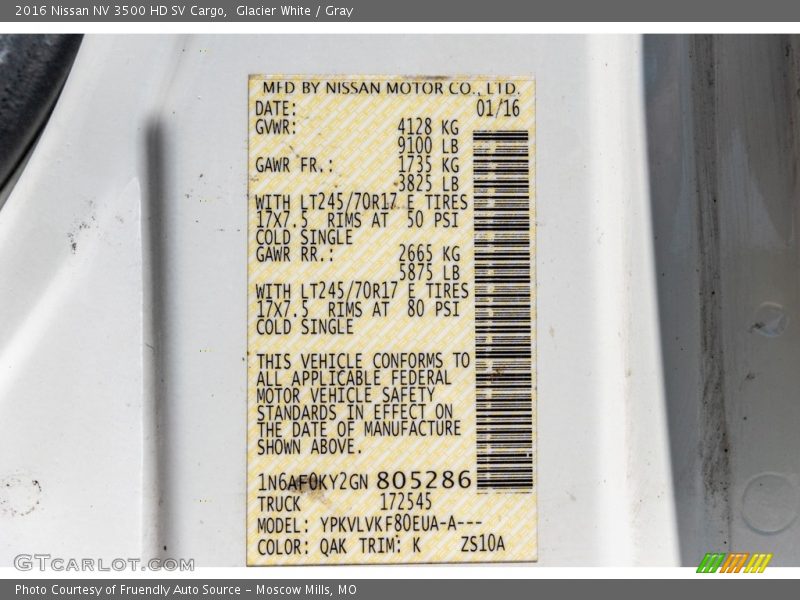 2016 Nissan NV 3500 HD SV Cargo,  Glacier White / Gray
MFD BY NISSAN MOTOR CO., LTD.
DATE: 01/16
GVWR: 4128 KG
9100 LB
GAWR FR.: 1735 KG
3825 LB
WITH LT245/70R17 E TIRES
17X7.5 RIMS AT 50 PSI
COLD SINGLE
GAWR RR.: 2665 KG
5875 LB
WITH LT245/70R17 E TIRES
17X7.5 RIMS AT 80 PSI
COLD SINGLE
THIS VEHICLE CONFORMS TO
ALL APPLICABLE FEDERAL
MOTOR VEHICLE SAFETY
STANDARDS IN EFFECT ON
THE DATE OF MANUFACTURE
SHOWN ABOVE.
1N6AF0KY2GN 805286
TRUCK 172545
MODEL: YPKVLVKF80EUA-A---
COLOR: QAK TRIM: K ZS10A
GTCarLot.com
Photo Courtesy of Fruendly Auto Source - Moscow Mills, MO